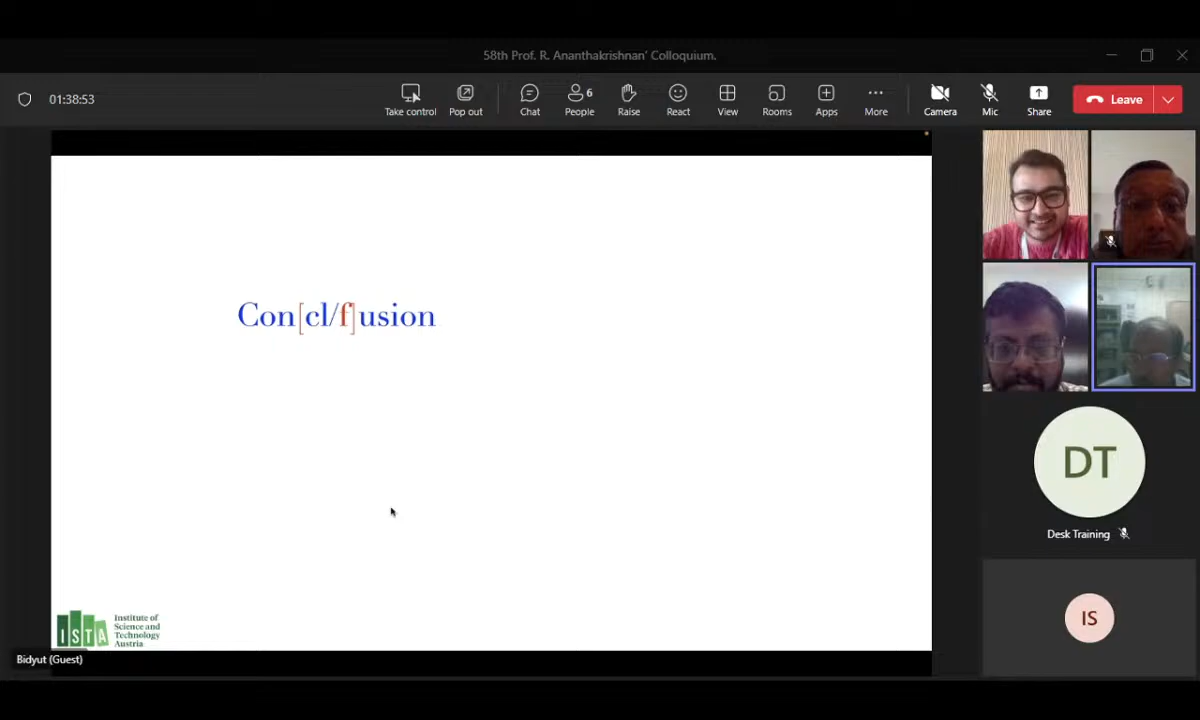 58th Prof. R. Ananthakrishnan' Colloquium.
01:38:53
Take control
Pop out
Chat
6
People
Raise
React
View
Rooms
Apps
More
Camera
Mic
Share
Leave
Con[cl/f]usion
DT
Desk Training
ISTA
Institute of
Science and
Technology
Austria
Bidyut (Guest)
IS